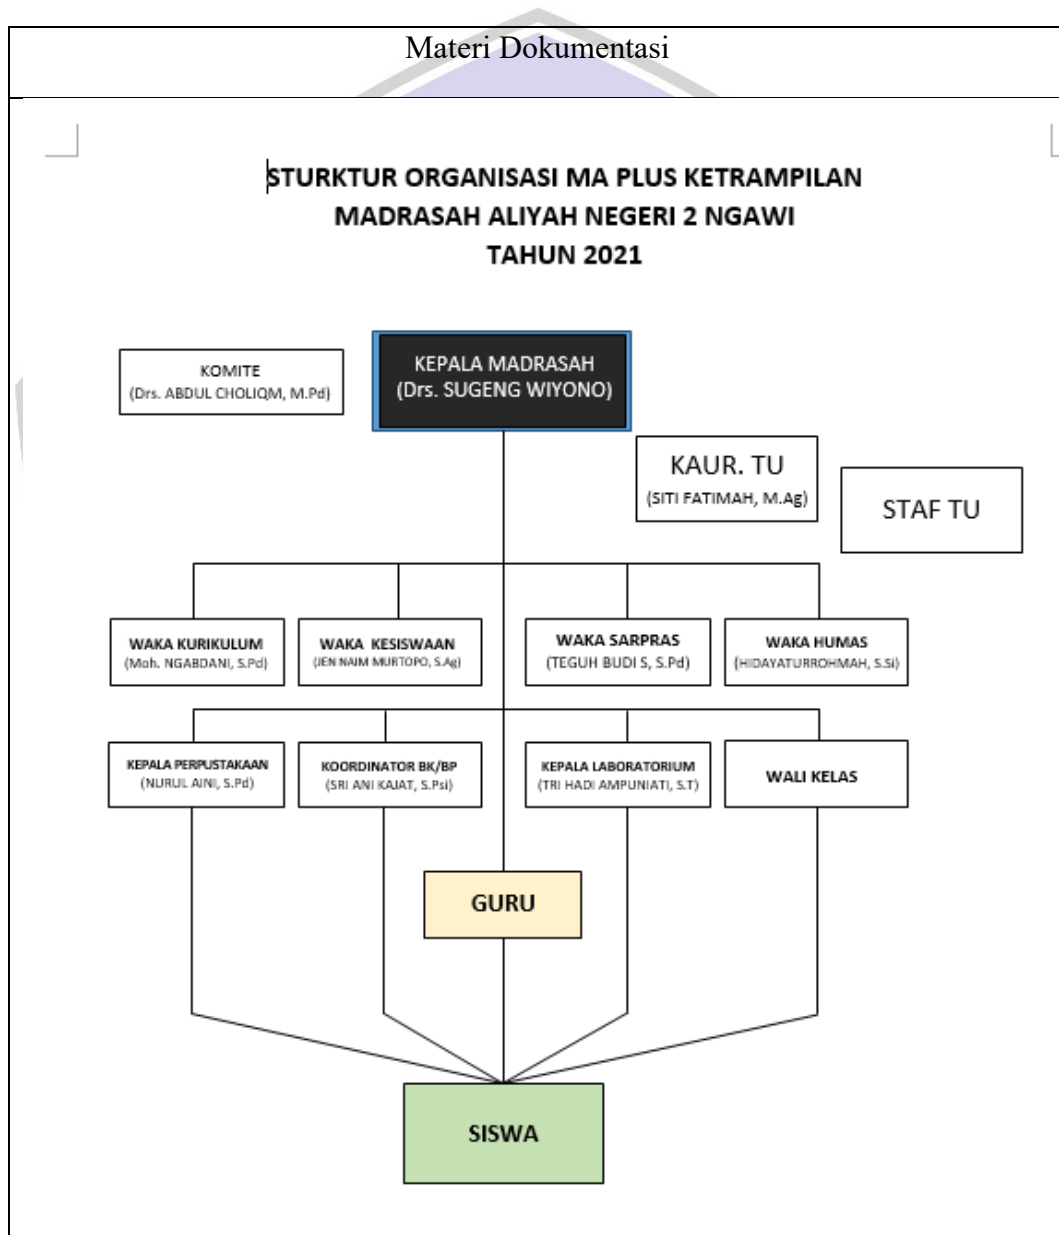 Materi Dokumentasi
STURKTUR ORGANISASI MA PLUS KETRAMPILAN
MADRASAH ALIYAH NEGERI 2 NGAWI
TAHUN 2021
KOMITE
(Drs. ABDUL CHOLIQM, M.Pd)
KEPALA MADRASAH
(Drs. SUGENG WIYONO)
KAUR. TU
(SITI FATIMAH, M.Ag)
STAF TU
WAKA KURIKULUM
(Moh. NGABDANI, S.Pd)
WAKA KESISWAAN
(JEN NAIM MURTOPO, S.Ag)
WAKA SARPRAS
(TEGUH BUDI S, S.Pd)
WAKA HUMAS
(HIDAYATURROHMAH, S.Si)
KEPALA PERPUSTAKAAN
(NURUL AINI, S.Pd)
KOORDINATOR BK/BP
(SRI ANI KAJAT, S.Psi)
KEPALA LABORATORIUM
(TRI HADI AMPUNIATI, S.T)
WALI KELAS
GURU
SISWA